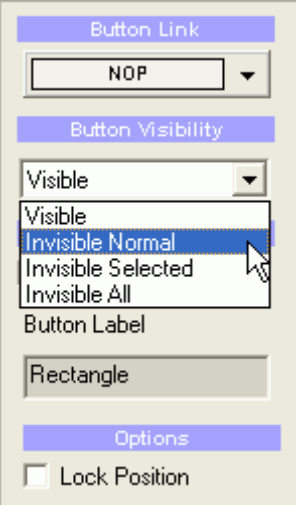 Button Link
NOP
Button Visibility
Visible
Visible
Invisible Normal
Invisible Selected
Invisible All
Button Label
Rectangle
Options
Lock Position